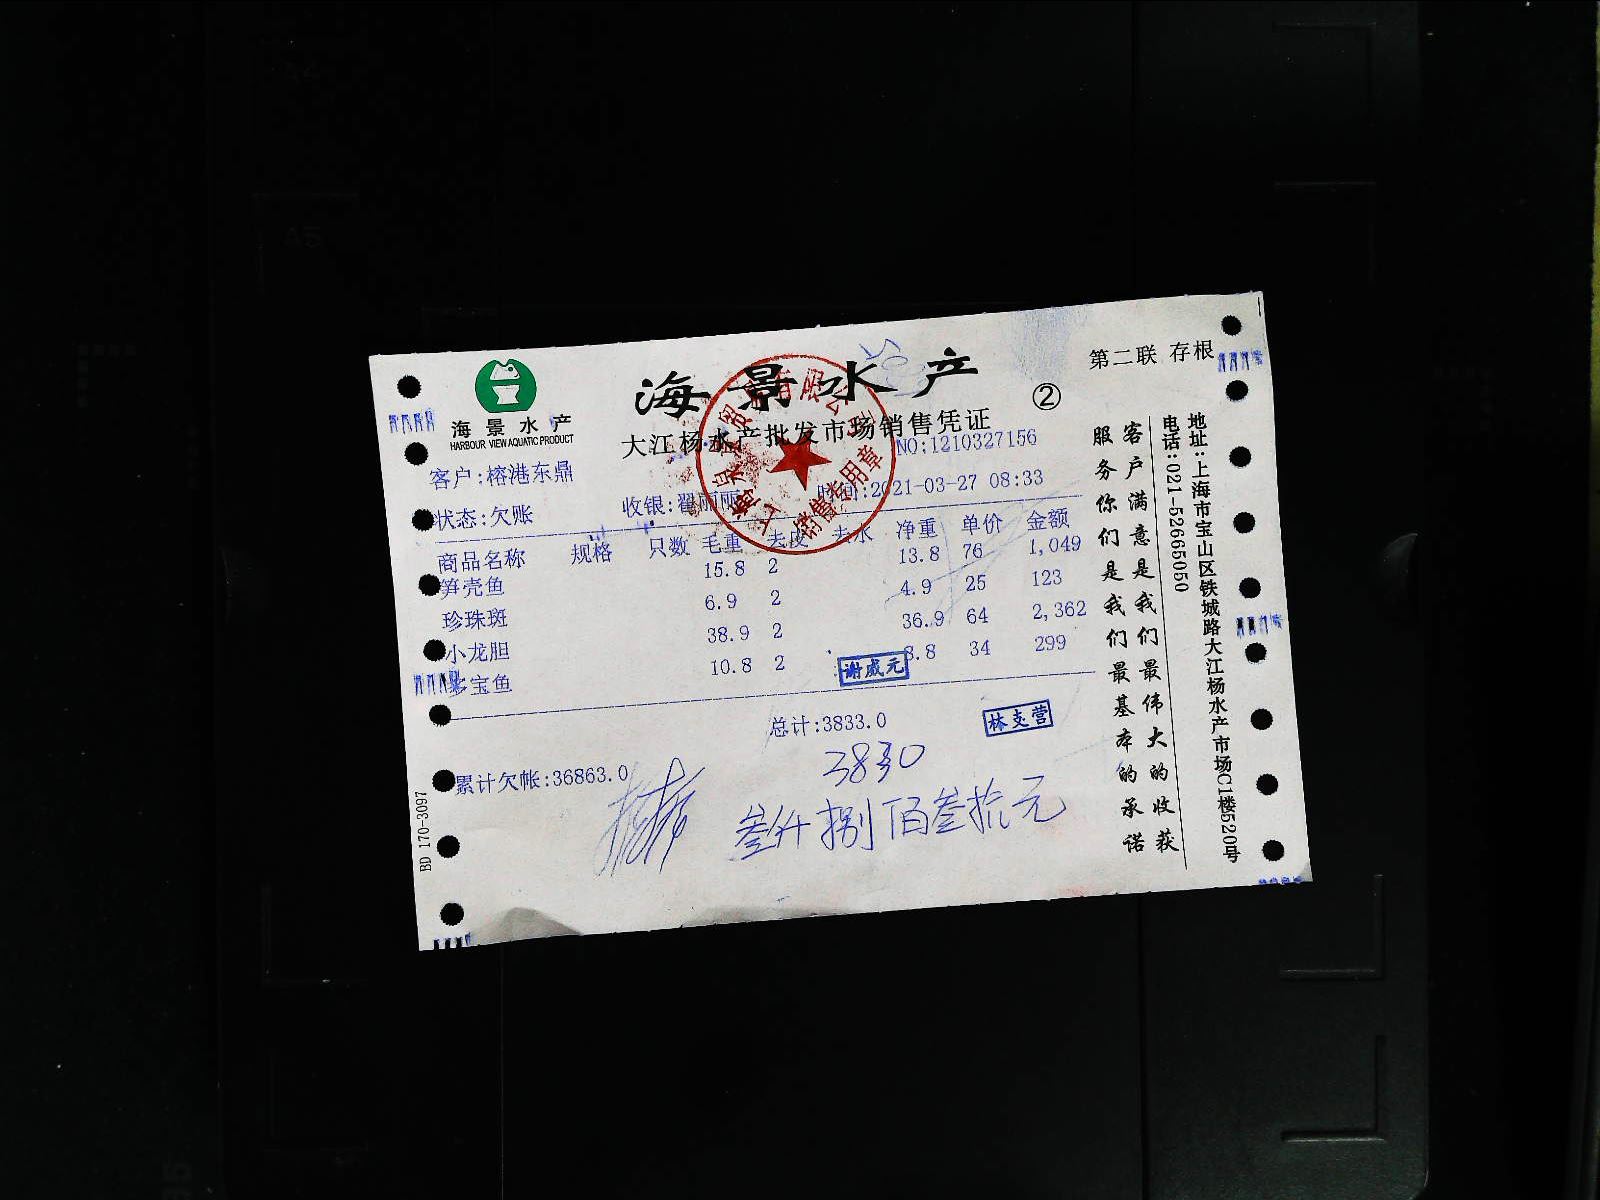 第二联 存根
海景水产
②
海景水产
HARBOUR VIEW AQUATIC PRODUCT
大江杨水产批发市场销售凭证
NO:1210327156
客户:榕港东鼎
收银:翟丽丽 时间:2021-03-27 08:33
状态:欠账
商品名称 规格 只数 毛重 去皮 去水 净重 单价 金额
笋壳鱼 15.8 2 13.8 76 1,049
珍珠斑 6.9 2 4.9 25 123
小龙胆 38.9 2 36.9 64 2,362
宝鱼 10.8 2 8.8 34 299
谢威元
总计:3833.0
林支营
累计欠帐:36863.0
3830
叁仟捌佰叁拾元
销售专用章
客户满意是我们最伟大的收获
服务你们是我们最基本的承诺
地址:上海市宝山区铁城路大江杨水产市场C1楼520号
电话:021-52665050
BD 170-3097